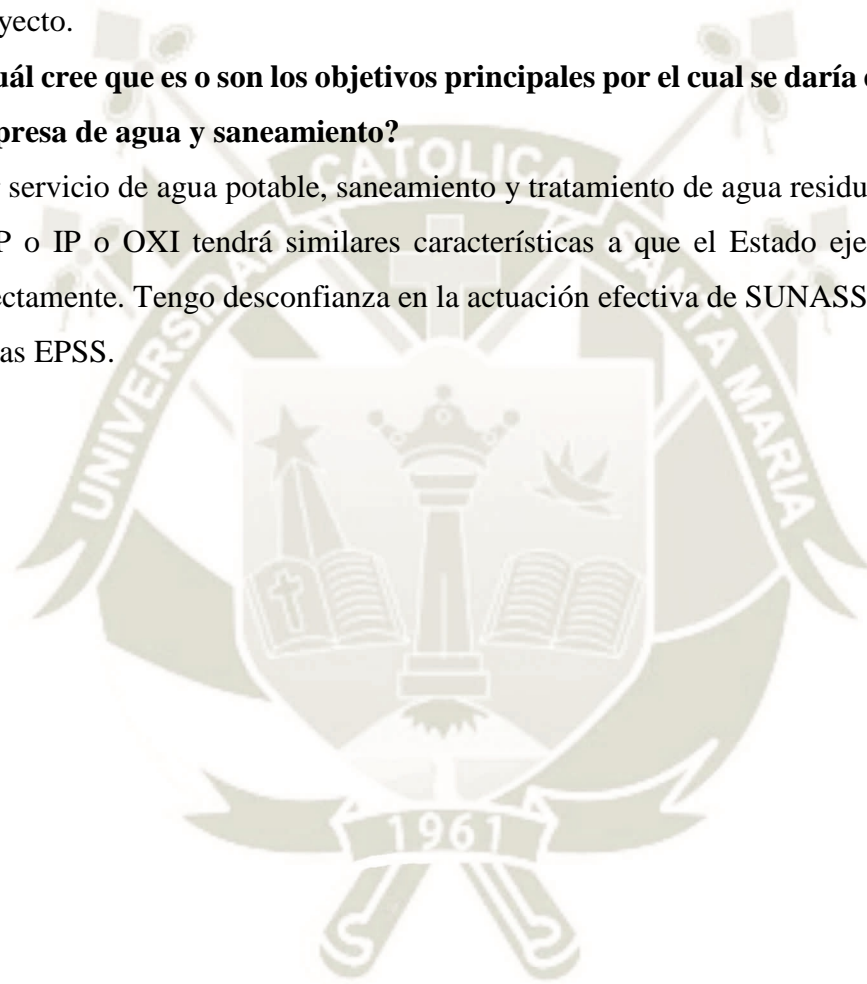 yecto.
uál cree que es o son los objetivos principales por el cual se daría
presa de agua y saneamiento?
servicio de agua potable, saneamiento y tratamiento de agua residu
P o IP o OXI tendrá similares características a que el Estado eje
ectamente. Tengo desconfianza en la actuación efectiva de SUNASS
as EPSS.
UNIVERSIDAD CATOLICA SANTA MARIA
1961